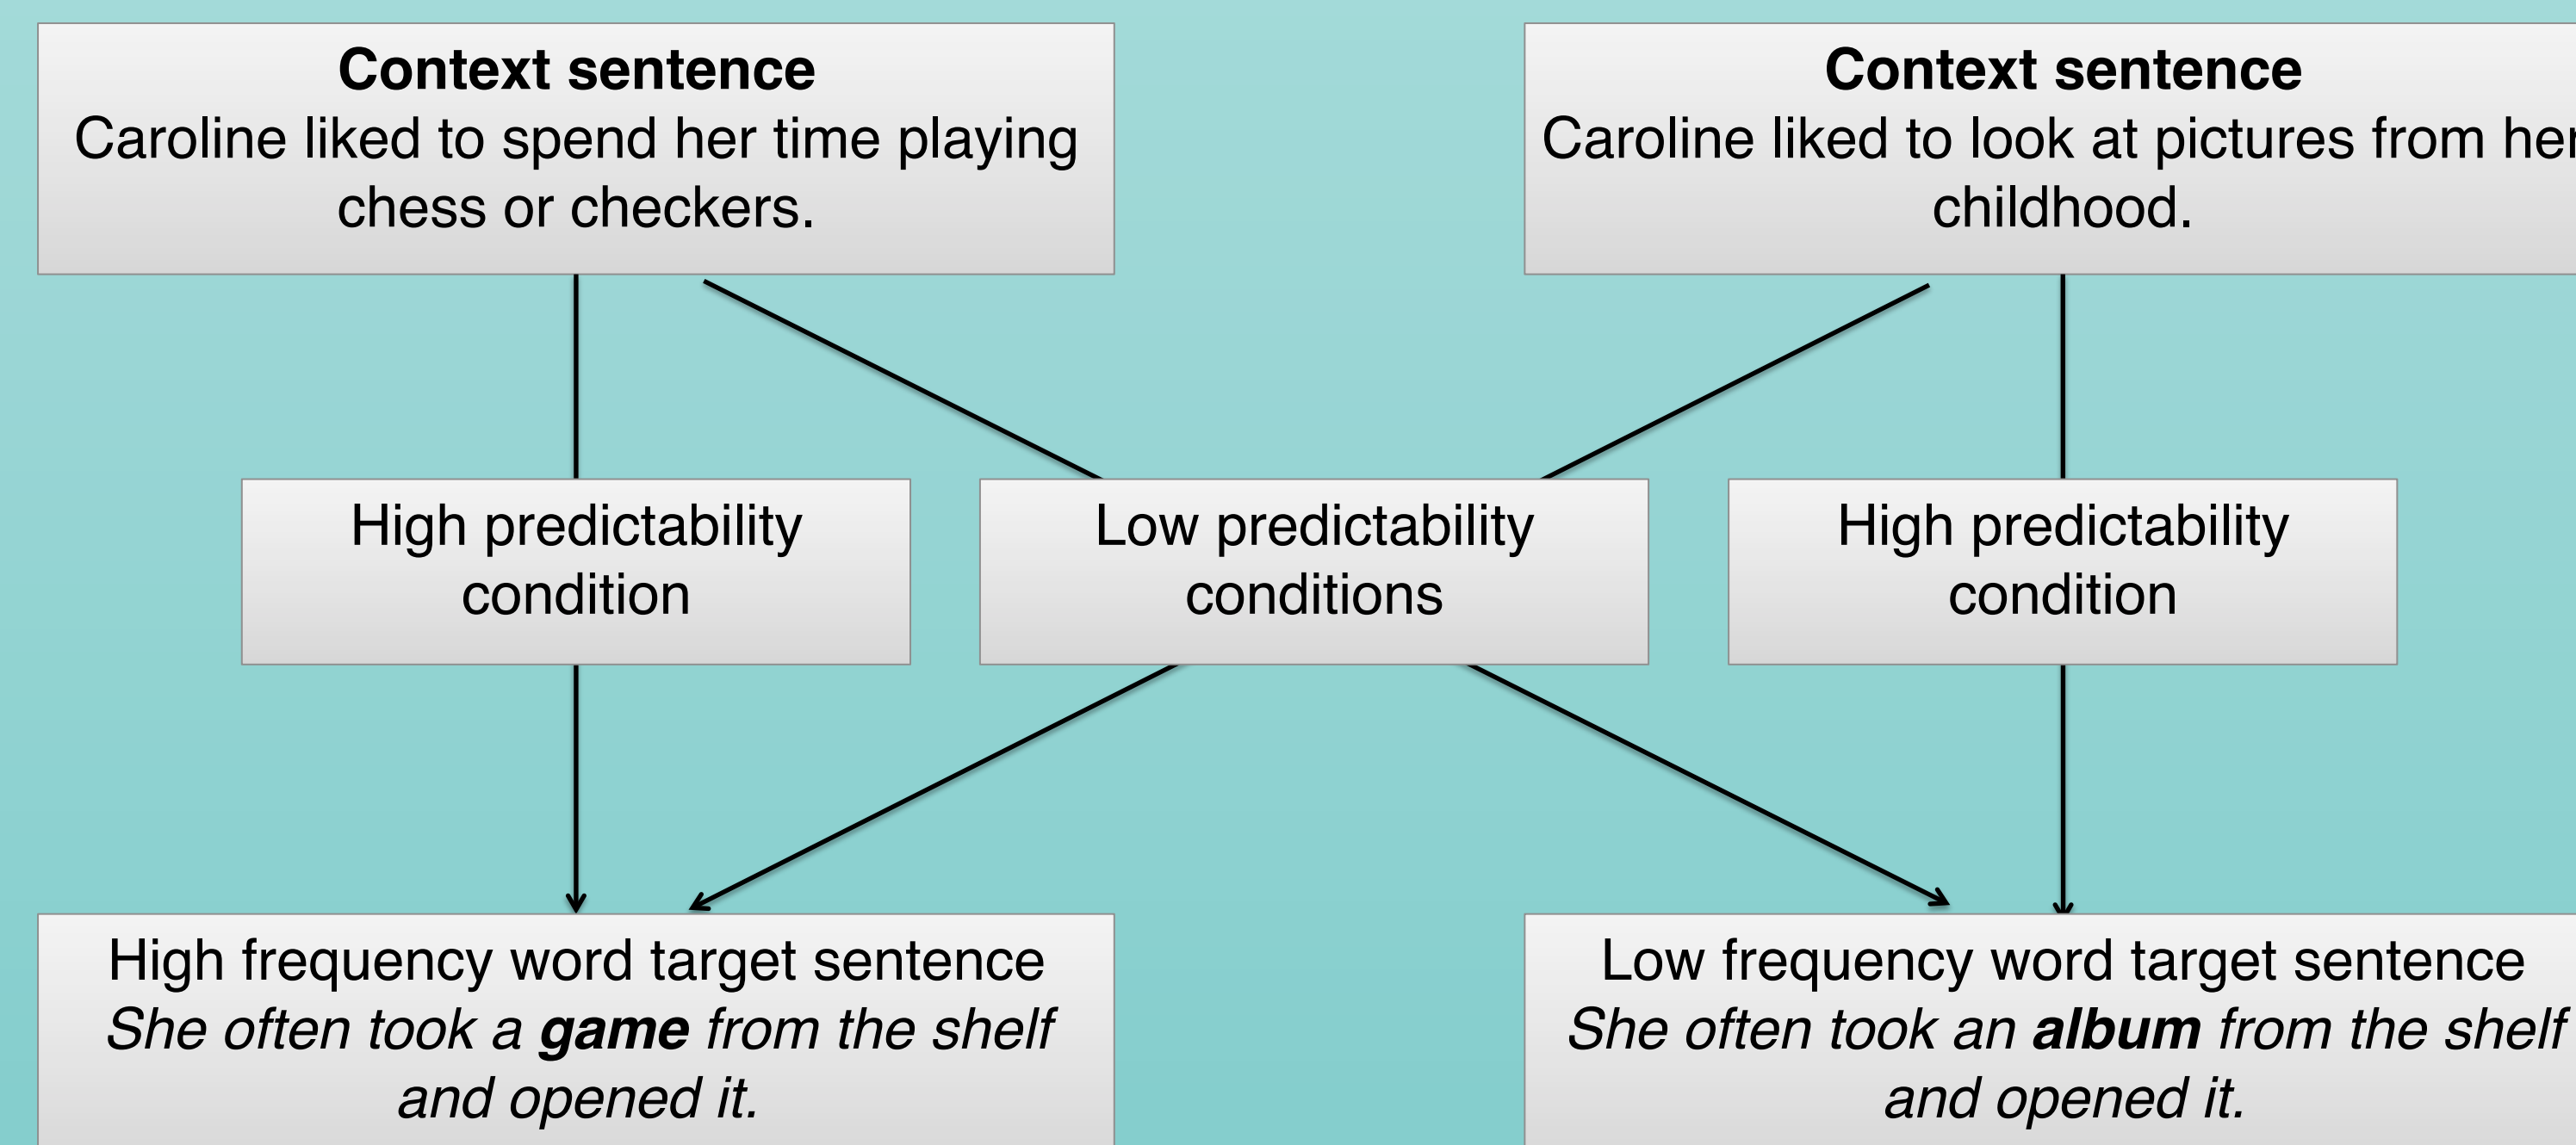 Context sentence
Caroline liked to spend her time playing
chess or checkers.
Context sentence
Caroline liked to look at pictures from her
childhood.
High predictability
condition
Low predictability
conditions
High predictability
condition
High frequency word target sentence
She often took a game from the shelf
and opened it.
Low frequency word target sentence
She often took an album from the shelf
and opened it.